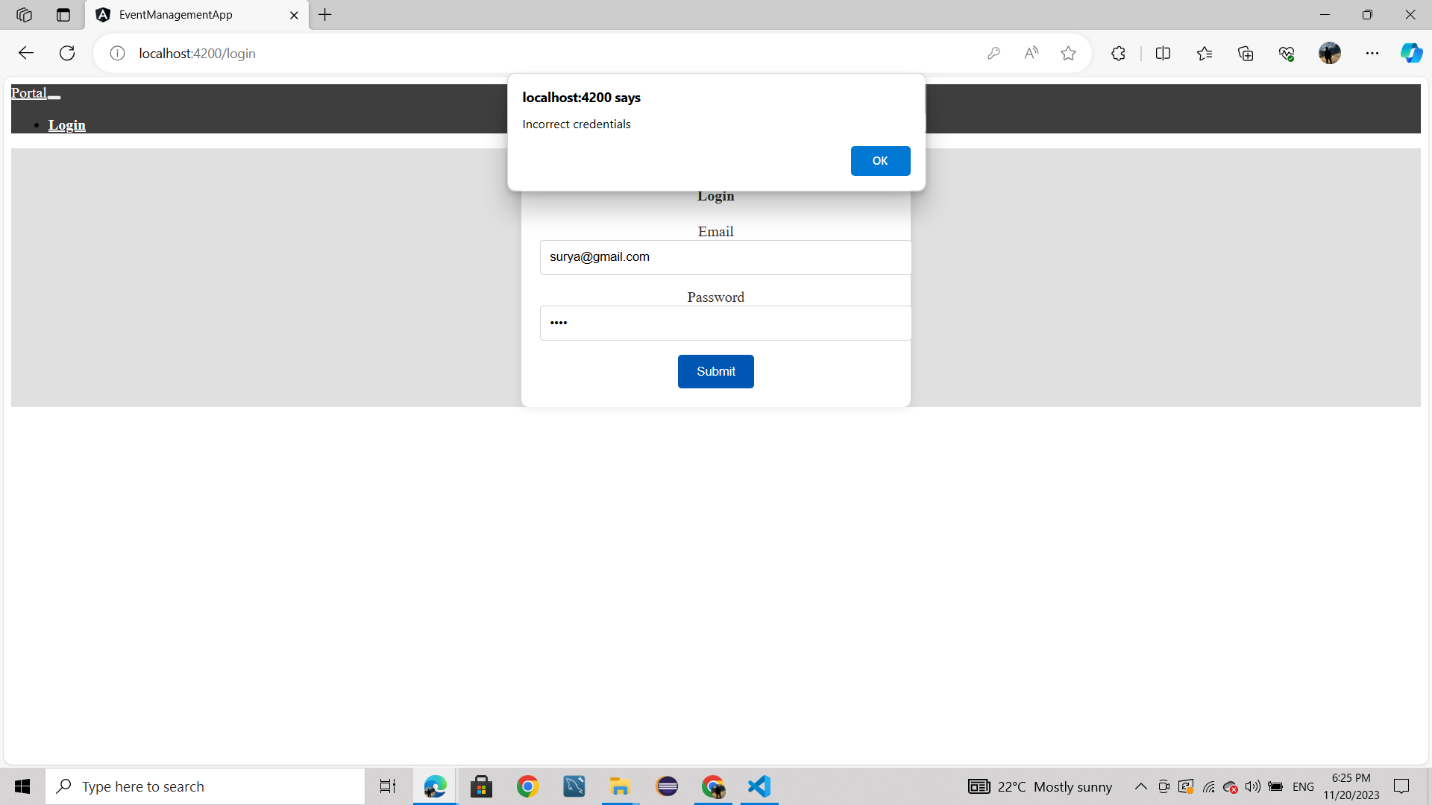 EventManagementApp
localhost:4200/login
localhost:4200 says
Incorrect credentials
OK
Portal
Login
Login
Email
surya@gmail.com
Password
••••
Submit
Type here to search
22°C Mostly sunny
ENG
6:25 PM
11/20/2023